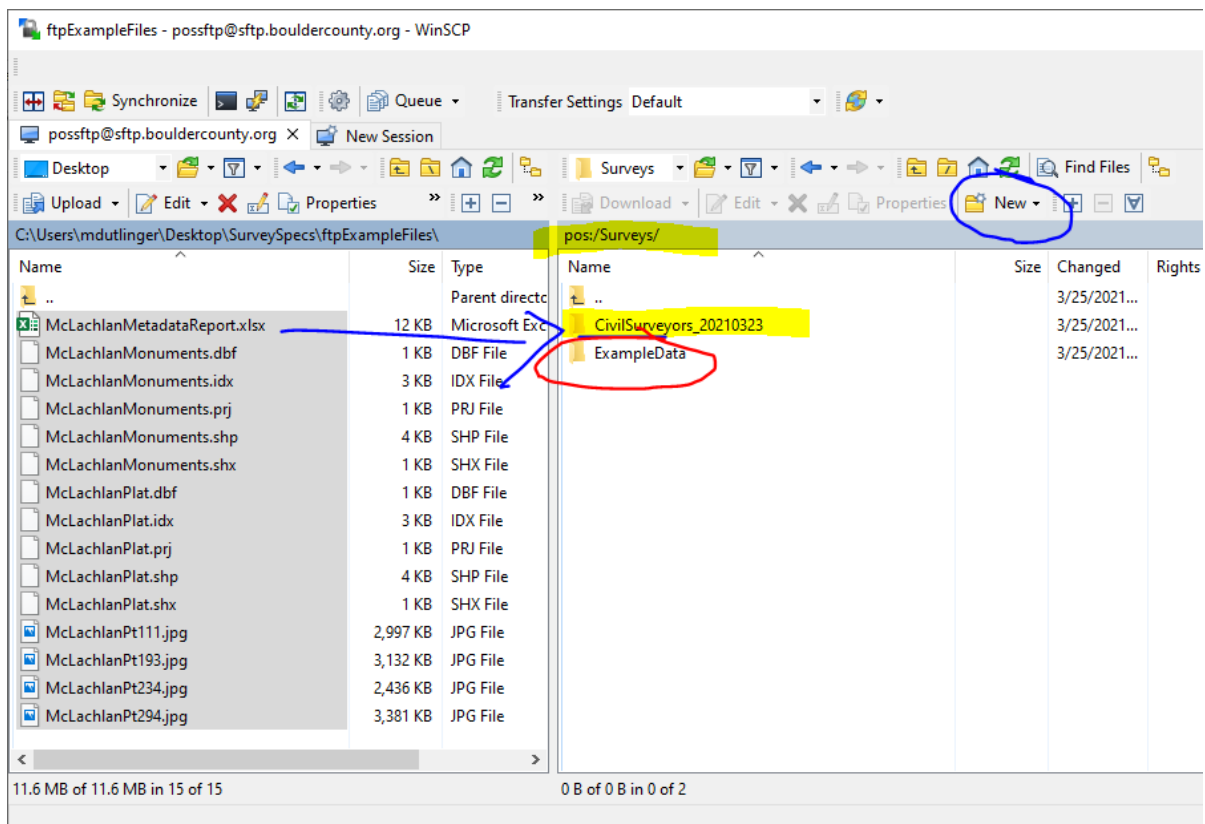 ftpExampleFiles - possftp@sftp.bouldercounty.org - WinSCP
Synchronize Queue Transfer Settings Default
possftp@sftp.bouldercounty.org × New Session
Desktop Surveys Find Files
Upload Edit Properties » » Download Edit Properties New
C:\Users\mdutlinger\Desktop\SurveySpecs\ftpExampleFiles\ pos:/Surveys/
Name Size Type Name Size Changed Rights
.. Parent directc .. 3/25/2021...
McLachlanMetadataReport.xlsx 12 KB Microsoft Exc CivilSurveyors_20210323 3/25/2021...
McLachlanMonuments.dbf 1 KB DBF File ExampleData 3/25/2021...
McLachlanMonuments.idx 3 KB IDX File
McLachlanMonuments.prj 1 KB PRJ File
McLachlanMonuments.shp 4 KB SHP File
McLachlanMonuments.shx 1 KB SHX File
McLachlanPlat.dbf 1 KB DBF File
McLachlanPlat.idx 3 KB IDX File
McLachlanPlat.prj 1 KB PRJ File
McLachlanPlat.shp 4 KB SHP File
McLachlanPlat.shx 1 KB SHX File
McLachlanPt111.jpg 2,997 KB JPG File
McLachlanPt193.jpg 3,132 KB JPG File
McLachlanPt234.jpg 2,436 KB JPG File
McLachlanPt294.jpg 3,381 KB JPG File
11.6 MB of 11.6 MB in 15 of 15 0 B of 0 B in 0 of 2